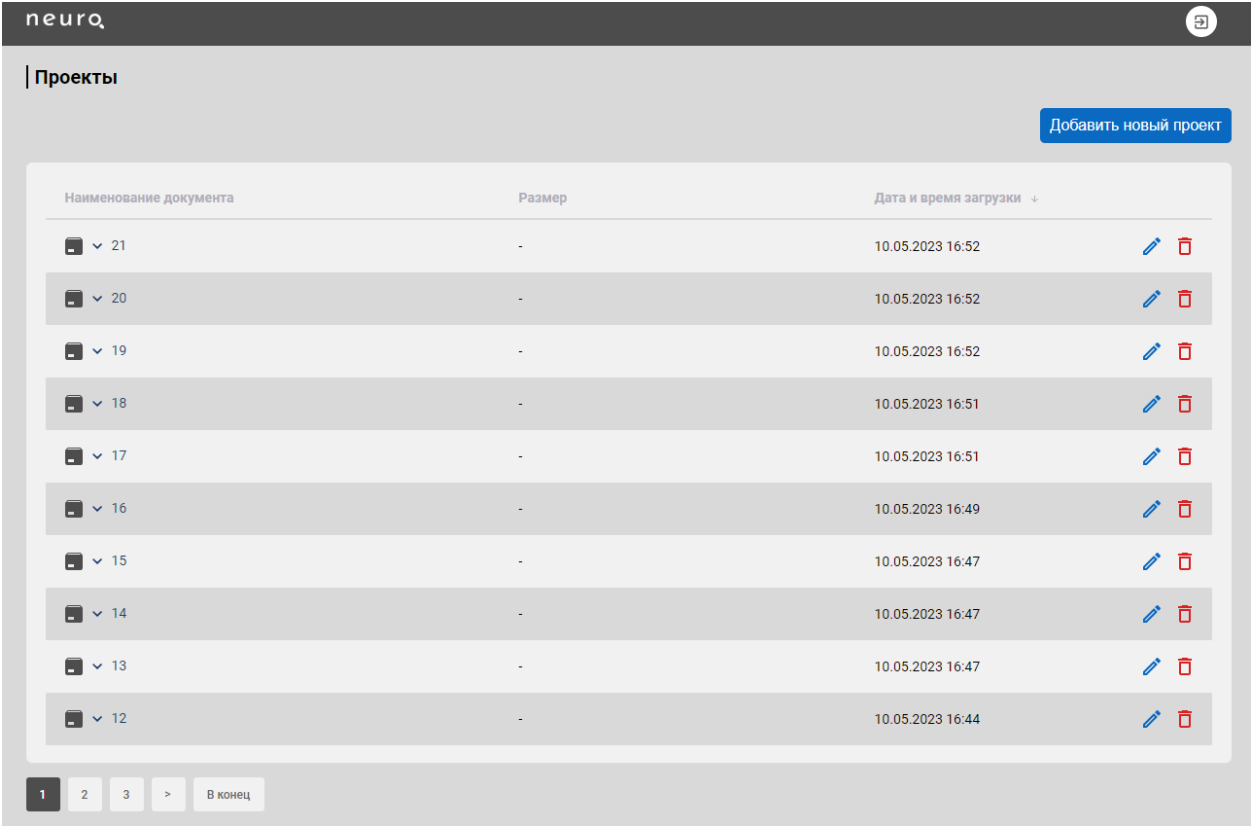 neuro
Проекты
Добавить новый проект
Наименование документа Размер Дата и время загрузки ↓
21 - 10.05.2023 16:52
20 - 10.05.2023 16:52
19 - 10.05.2023 16:52
18 - 10.05.2023 16:51
17 - 10.05.2023 16:51
16 - 10.05.2023 16:49
15 - 10.05.2023 16:47
14 - 10.05.2023 16:47
13 - 10.05.2023 16:47
12 - 10.05.2023 16:44
1 2 3 > В конец